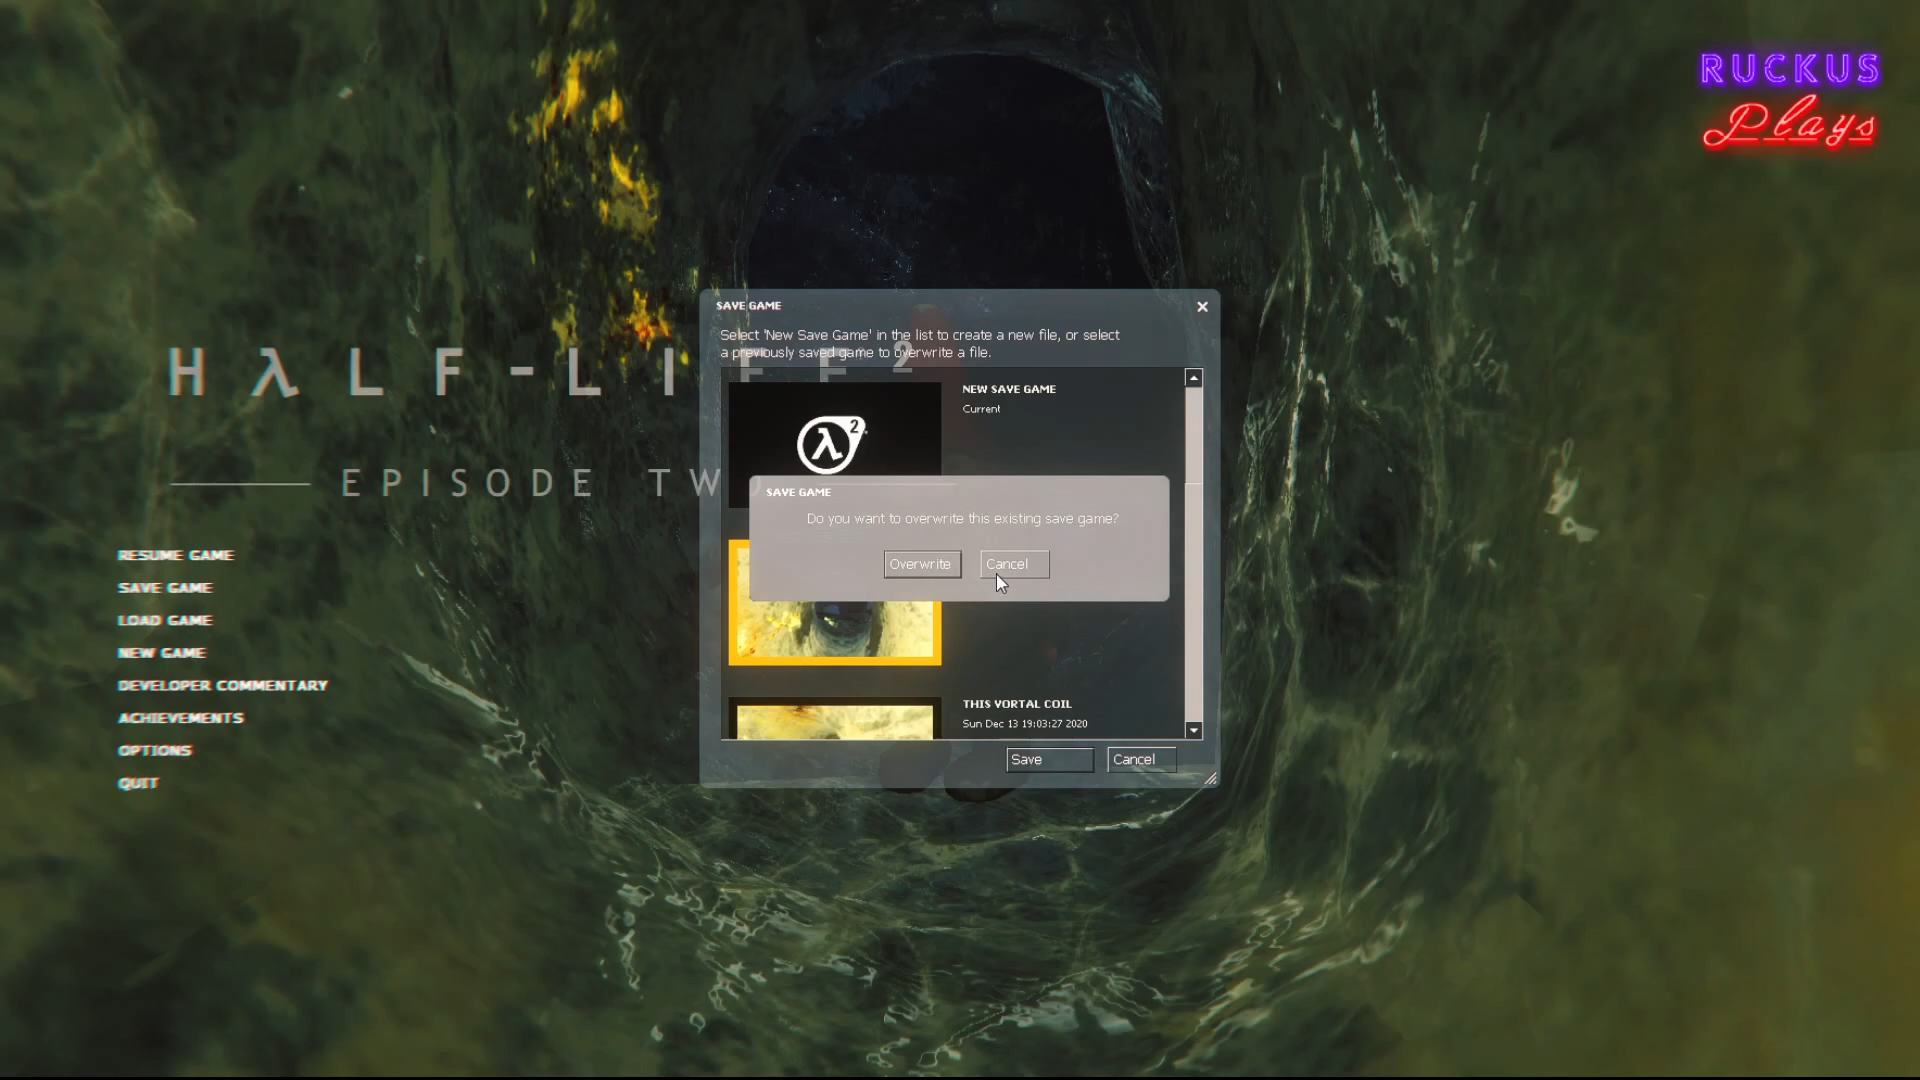 RUCKUS
Plays
HλLF-LIFE²
EPISODE TWO
RESUME GAME
SAVE GAME
LOAD GAME
NEW GAME
DEVELOPER COMMENTARY
ACHIEVEMENTS
OPTIONS
QUIT
SAVE GAME
Select 'New Save Game' in the list to create a new file, or select
a previously saved game to overwrite a file.
NEW SAVE GAME
Current
λ2
SAVE GAME
Do you want to overwrite this existing save game?
Overwrite Cancel
THIS VORTAL COIL
Sun Dec 13 19:03:27 2020
Save Cancel